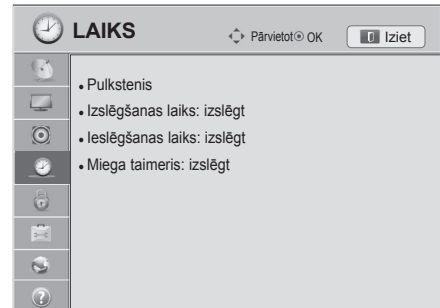 LAIKS
Pārvietot OK
Iziet
• Pulkstenis
• Izslēgšanas laiks: izslēgt
• Ieslēgšanas laiks: izslēgt
• Miega taimeris: izslēgt